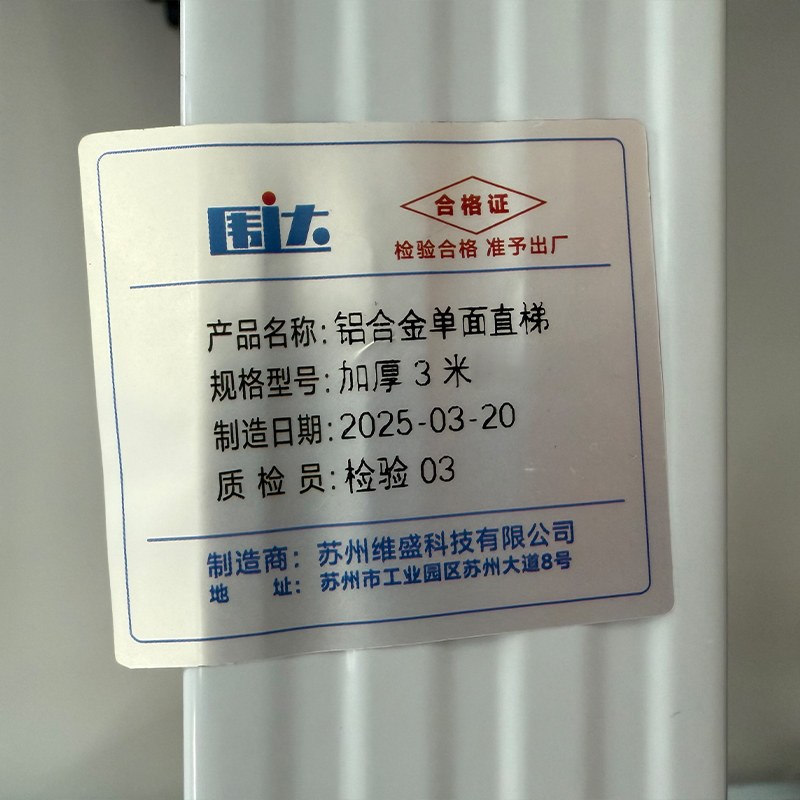 围达
合格证
检验合格 准予出厂
产品名称:铝合金单面直梯
规格型号:加厚 3 米
制造日期:2025-03-20
质 检 员:检验 03
制造商：苏州维盛科技有限公司
地 址：苏州市工业园区苏州大道8号